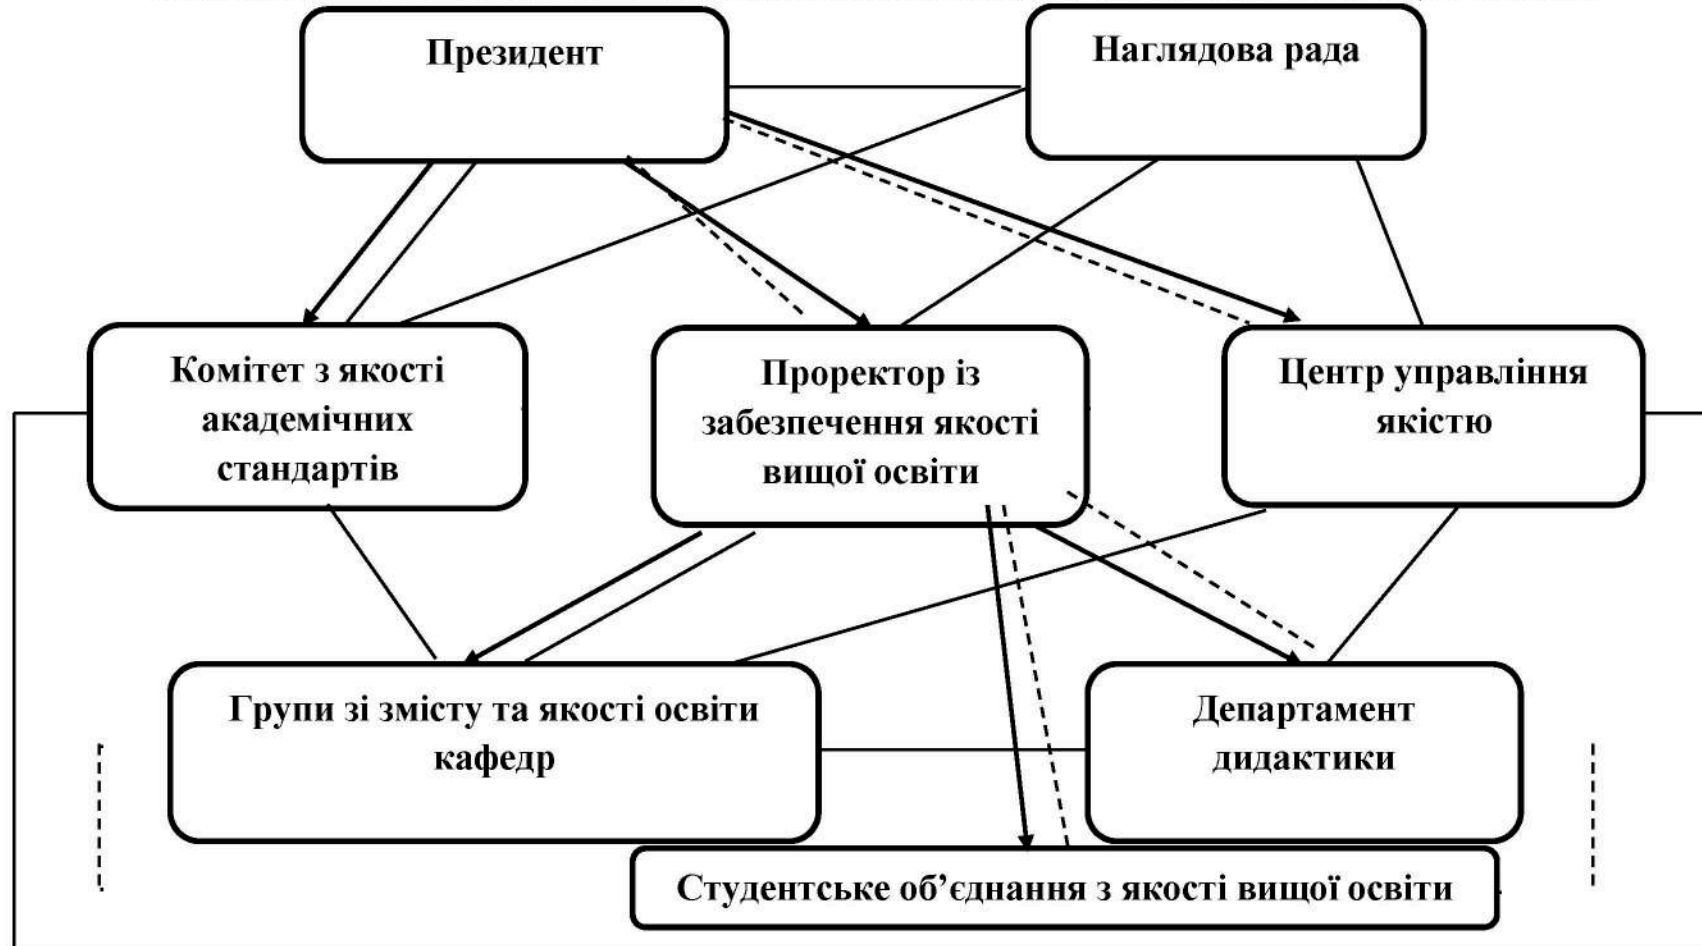 Президент
Наглядова рада
Комітет з якості
академічних
стандартів
Проректор із
забезпечення якості
вищої освіти
Центр управління
якістю
Групи зі змісту та якості освіти
кафедр
Департамент
дидактики
Студентське об’єднання з якості вищої освіти